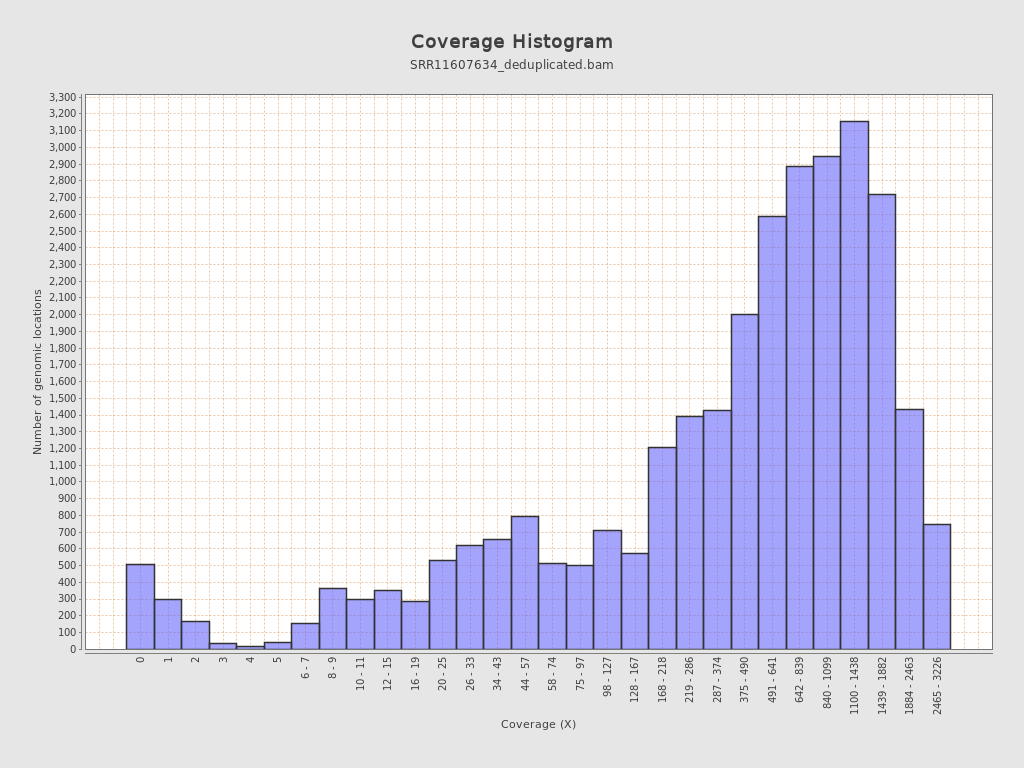 Coverage Histogram
SRR11607634_deduplicated.bam
3,300
3,200
3,100
3,000
2,900
2,800
2,700
2,600
2,500
2,400
2,300
2,200
2,100
2,000
1,900
1,800
1,700
1,600
1,500
1,400
1,300
1,200
1,100
1,000
900
800
700
600
500
400
300
200
100
0
Number of genomic locations
0
1
2
3
4
5
6 - 7
8 - 9
10 - 11
12 - 15
16 - 19
20 - 25
26 - 33
34 - 43
44 - 57
58 - 74
75 - 97
98 - 127
128 - 167
168 - 218
219 - 286
287 - 374
375 - 490
491 - 641
642 - 839
840 - 1099
1100 - 1438
1439 - 1882
1884 - 2463
2465 - 3226
Coverage (X)